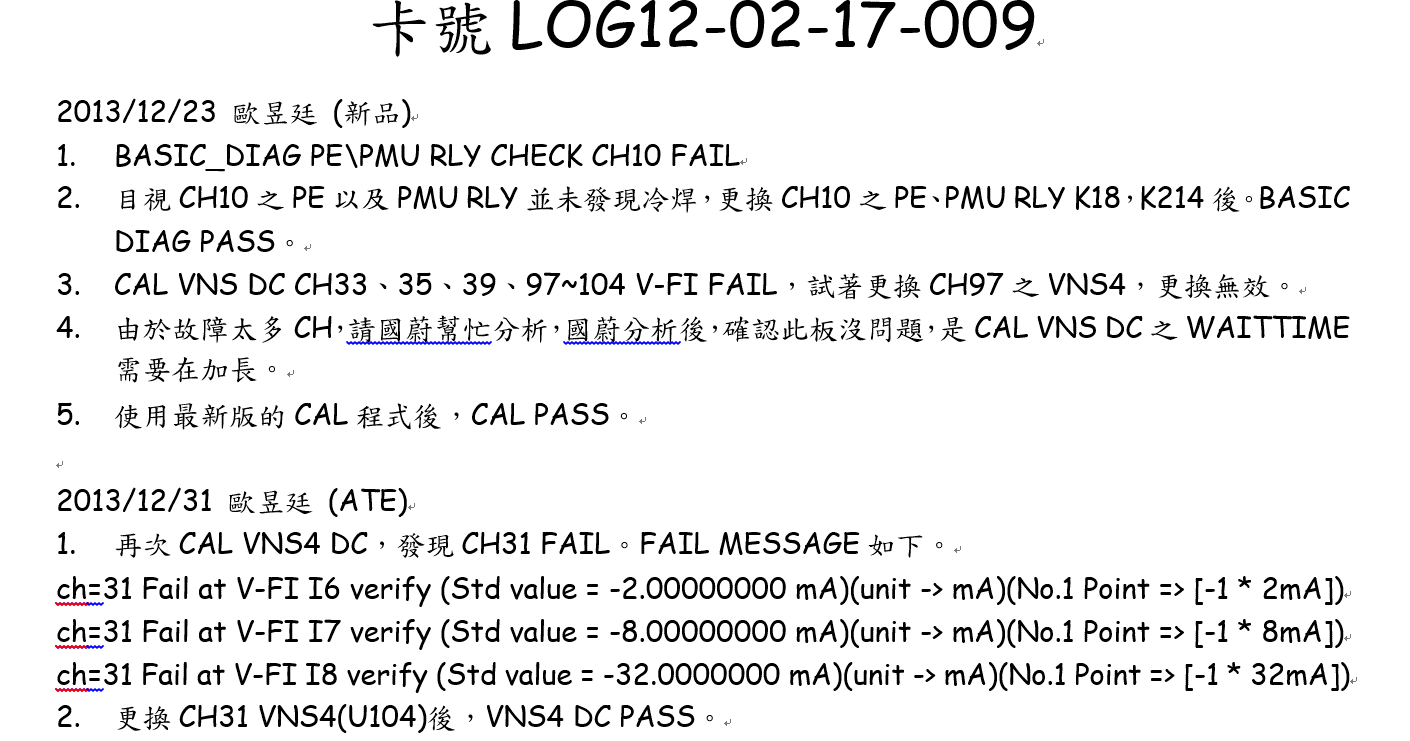 卡號 LOG12-02-17-009
2013/12/23 歐昱廷 (新品)
1. BASIC_DIAG PE\PMU RLY CHECK CH10 FAIL
2. 目視 CH10 之 PE 以及 PMU RLY 並未發現冷焊，更換 CH10 之 PE、PMU RLY K18，K214 後。BASIC
DIAG PASS。
3. CAL VNS DC CH33、35、39、97~104 V-FI FAIL，試著更換 CH97 之 VNS4，更換無效。
4. 由於故障太多 CH，請國蔚幫忙分析，國蔚分析後，確認此板沒問題，是 CAL VNS DC 之 WAITTIME
需要在加長。
5. 使用最新版的 CAL 程式後，CAL PASS。
2013/12/31 歐昱廷 (ATE)
1. 再次 CAL VNS4 DC，發現 CH31 FAIL。FAIL MESSAGE 如下。
ch=31 Fail at V-FI I6 verify (Std value = -2.00000000 mA)(unit -> mA)(No.1 Point => [-1 * 2mA])
ch=31 Fail at V-FI I7 verify (Std value = -8.00000000 mA)(unit -> mA)(No.1 Point => [-1 * 8mA])
ch=31 Fail at V-FI I8 verify (Std value = -32.0000000 mA)(unit -> mA)(No.1 Point => [-1 * 32mA])
2. 更換 CH31 VNS4(U104)後，VNS4 DC PASS。